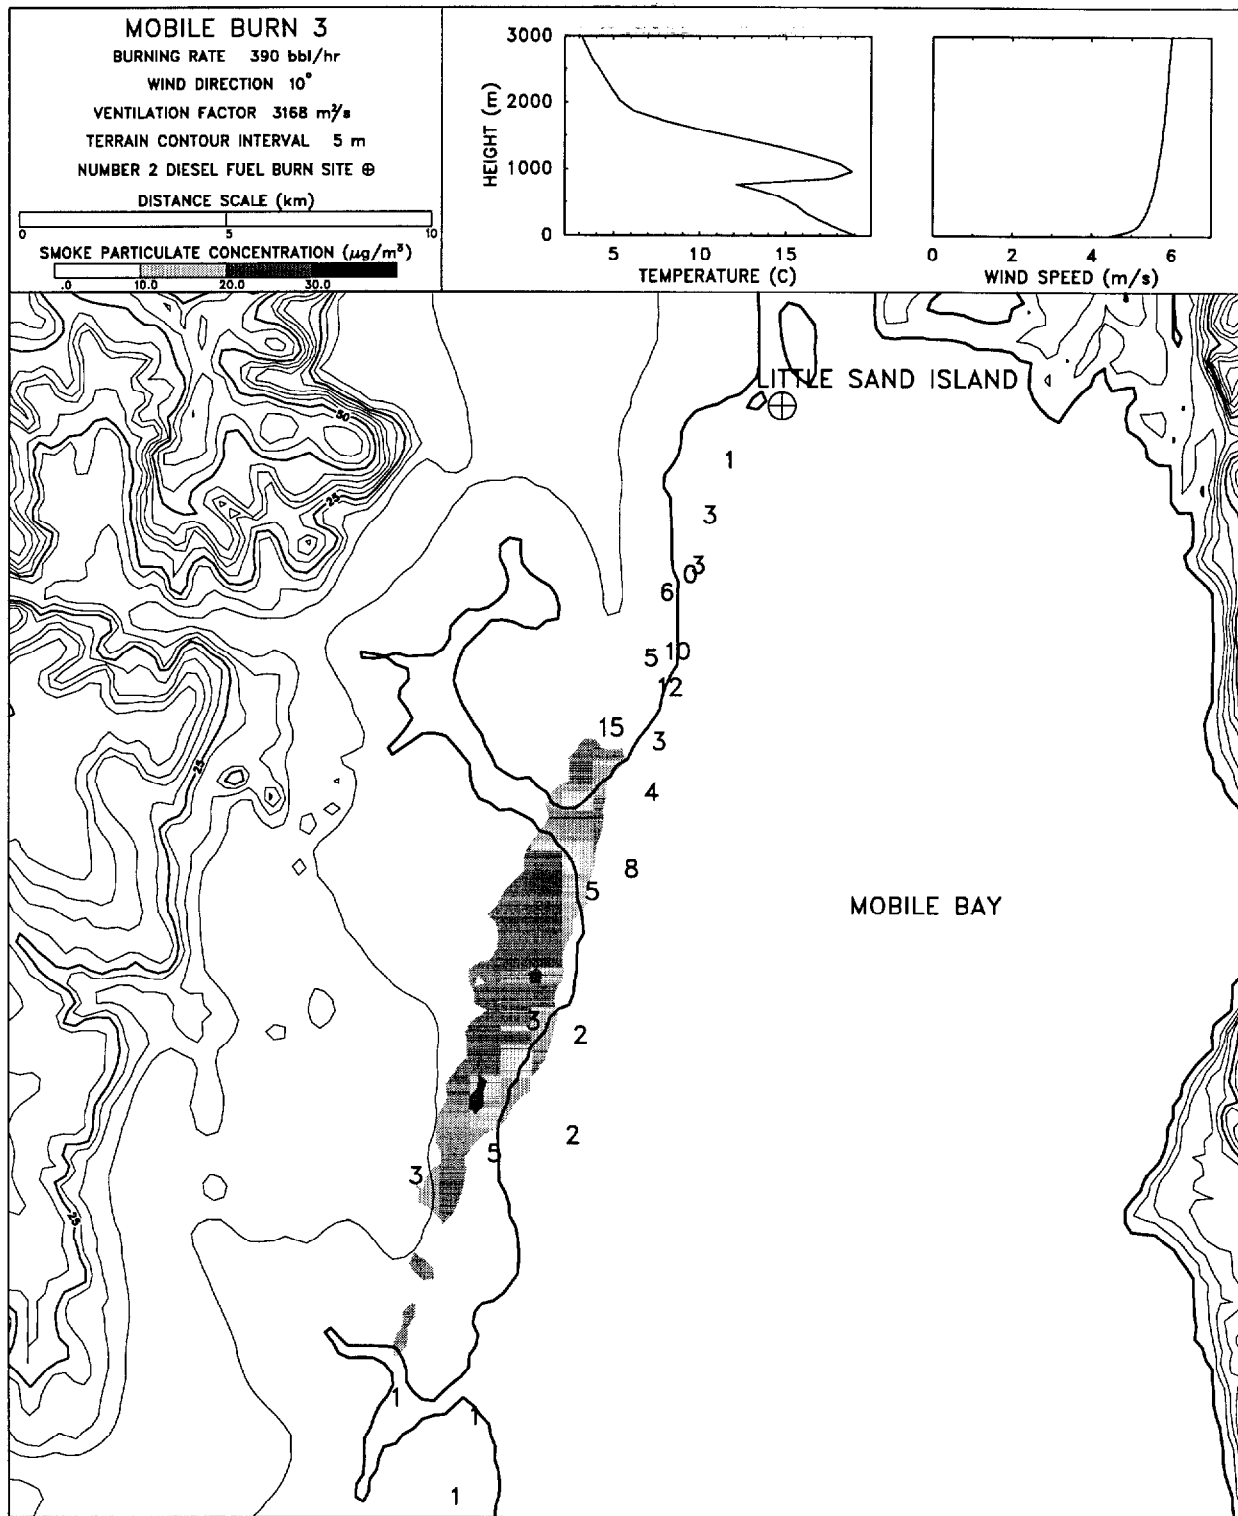 MOBILE BURN 3
BURNING RATE 390 bbl/hr
WIND DIRECTION 10°
VENTILATION FACTOR 3168 m²/s
TERRAIN CONTOUR INTERVAL 5 m
NUMBER 2 DIESEL FUEL BURN SITE ⊕
DISTANCE SCALE (km)
0 5 10
SMOKE PARTICULATE CONCENTRATION (μg/m³)
.0 10.0 20.0 30.0
3000
2000
1000
0
HEIGHT (m)
5 10 15
TEMPERATURE (C)
0 2 4 6
WIND SPEED (m/s)
LITTLE SAND ISLAND
50
1
25
3
3
0
6
10
5
12
15
3
25
4
8
5
MOBILE BAY
3
2
2
5
3
25
1
1
1